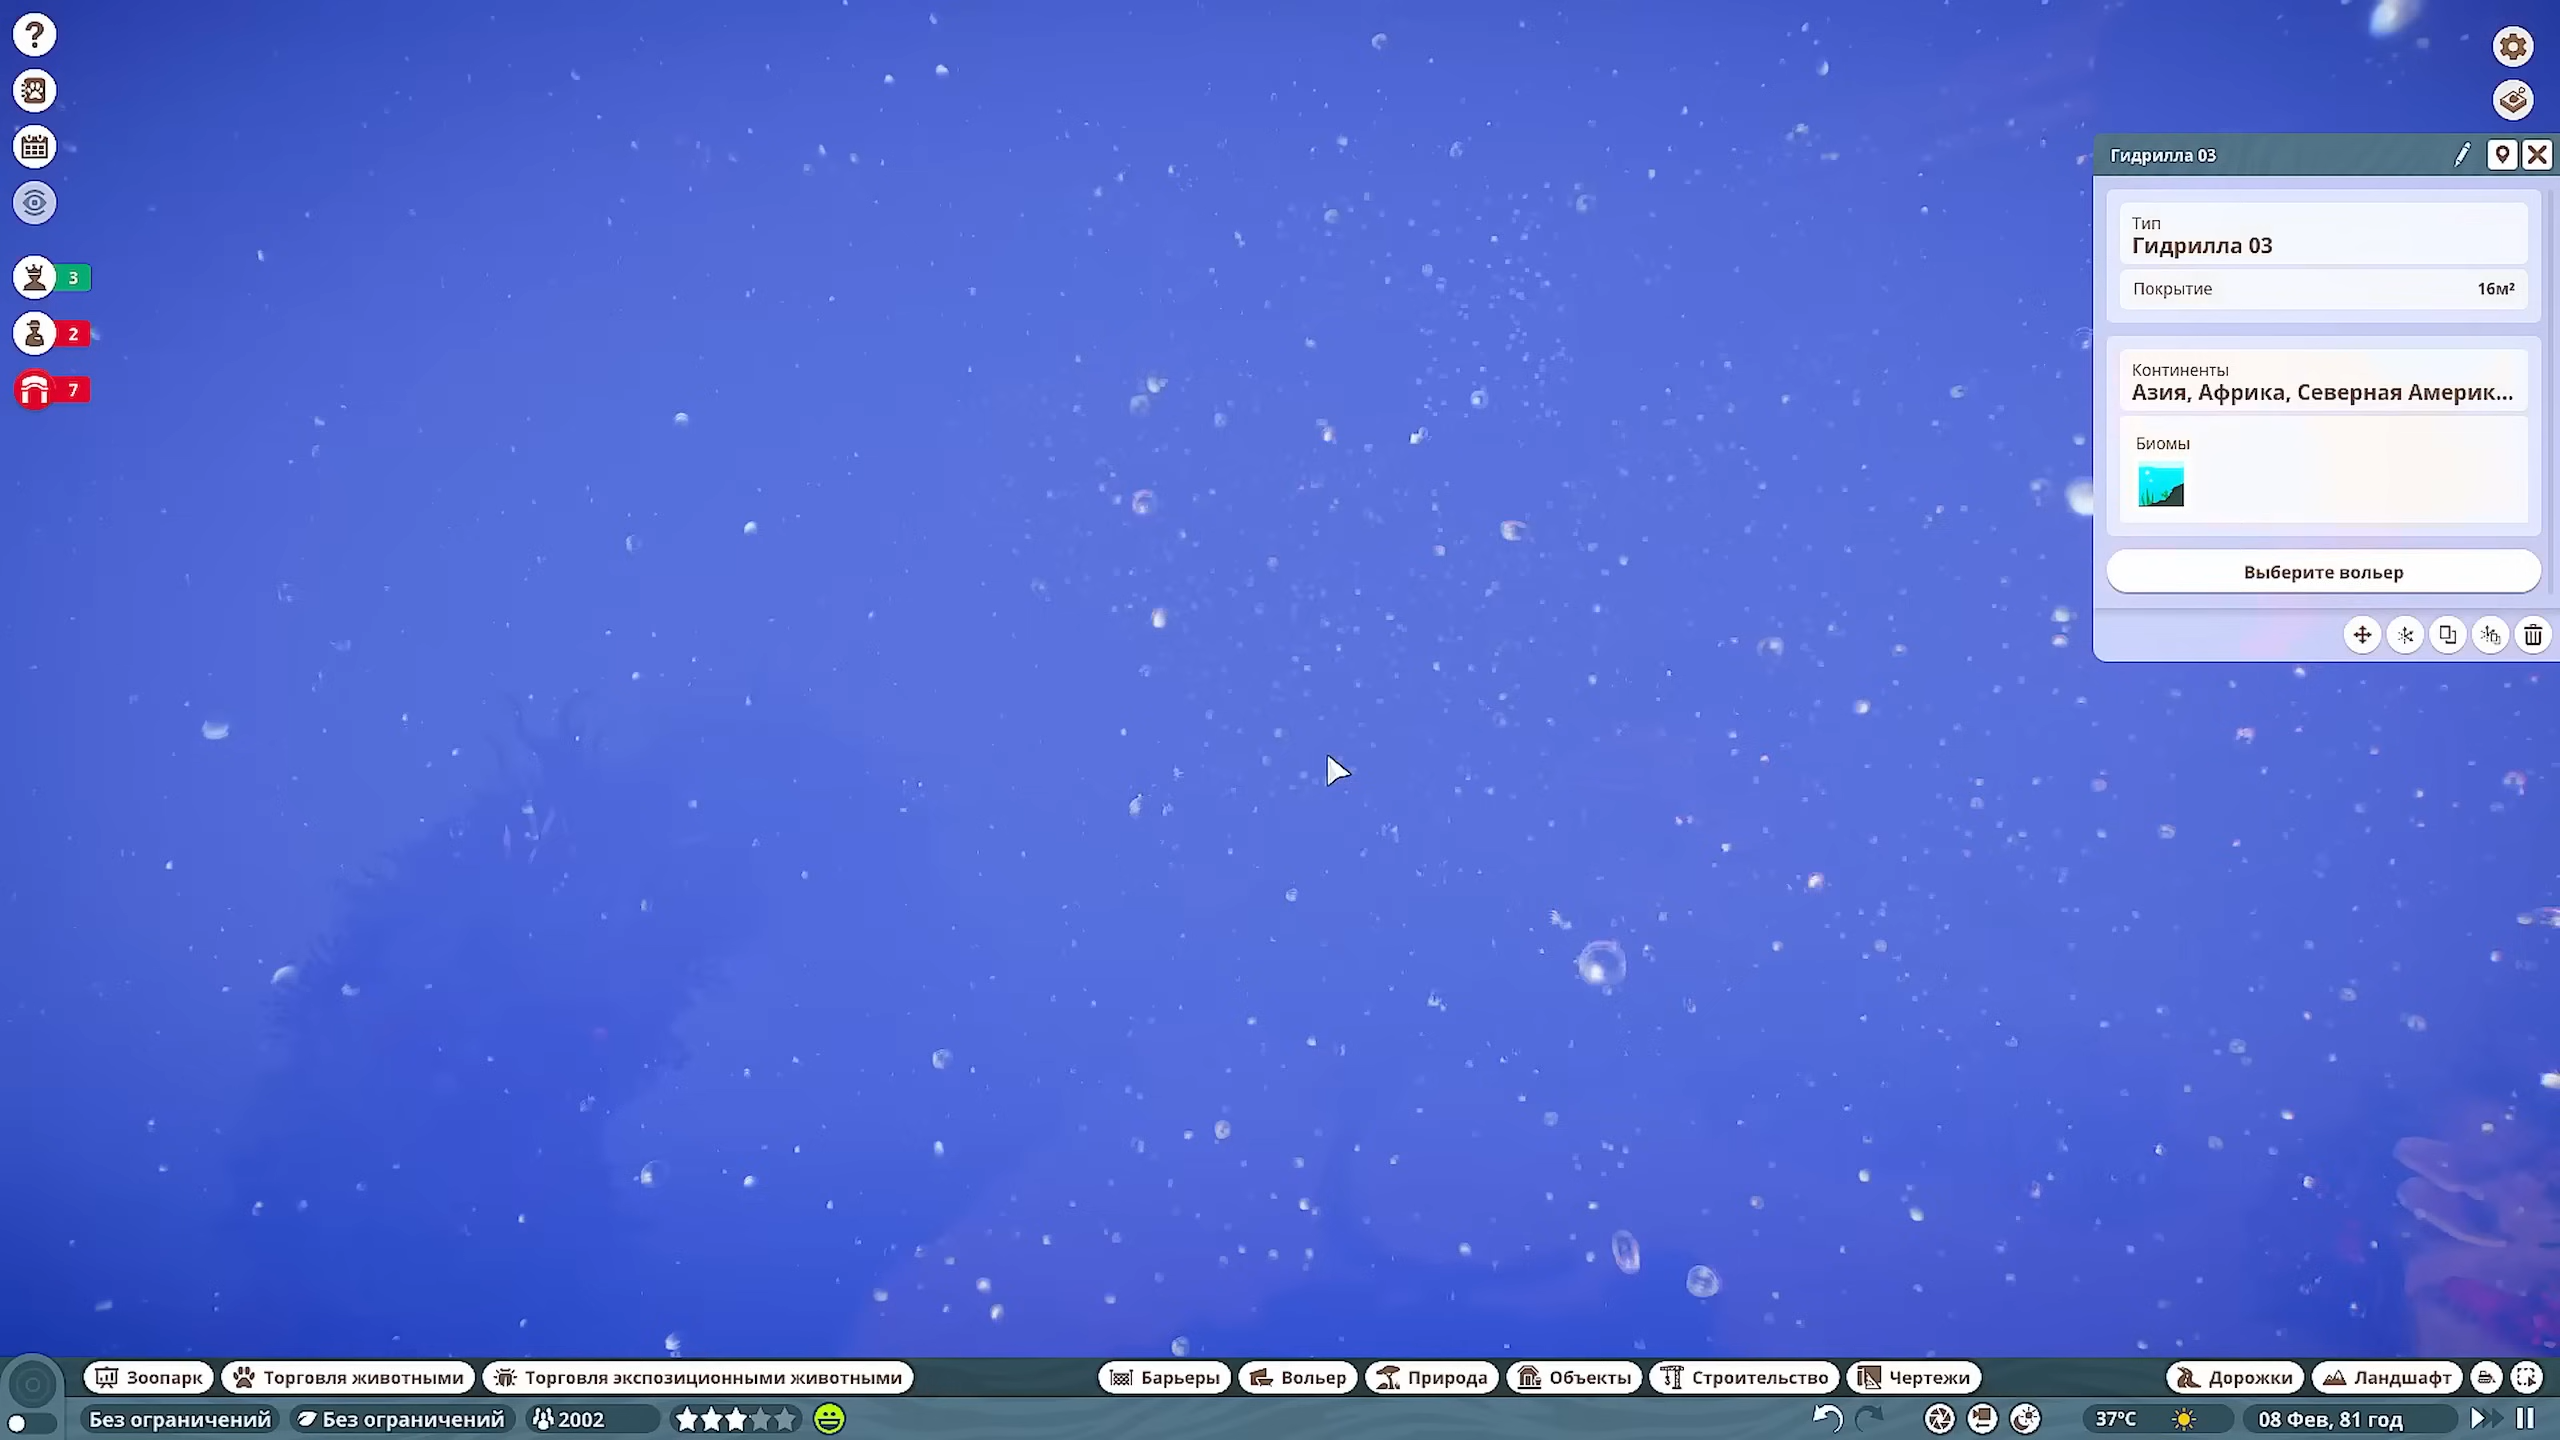 3
2
7
Гидрилла 03
Тип
Гидрилла 03
Покрытие 16м²
Континенты
Азия, Африка, Северная Америк...
Биомы
Выберите вольер
Зоопарк Торговля животными Торговля экспозиционными животными Барьеры Вольер Природа Объекты Строительство Чертежи Дорожки Ландшафт
Без ограничений Без ограничений 2002 37°C 08 Фев, 81 год